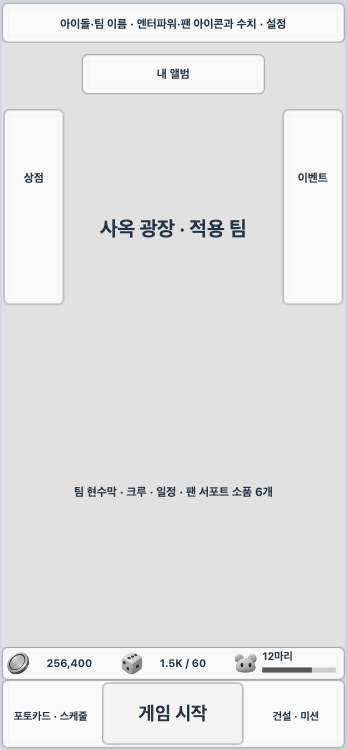 아이돌·팀 이름 · 엔터파워·팬 아이콘과 수치 · 설정
내 앨범
상점
이벤트
사옥 광장 · 적용 팀
팀 현수막 · 크루 · 일정 · 팬 서포트 소품 6개
256,400
1.5K / 60
12마리
포토카드 · 스케줄
게임 시작
건설 · 미션